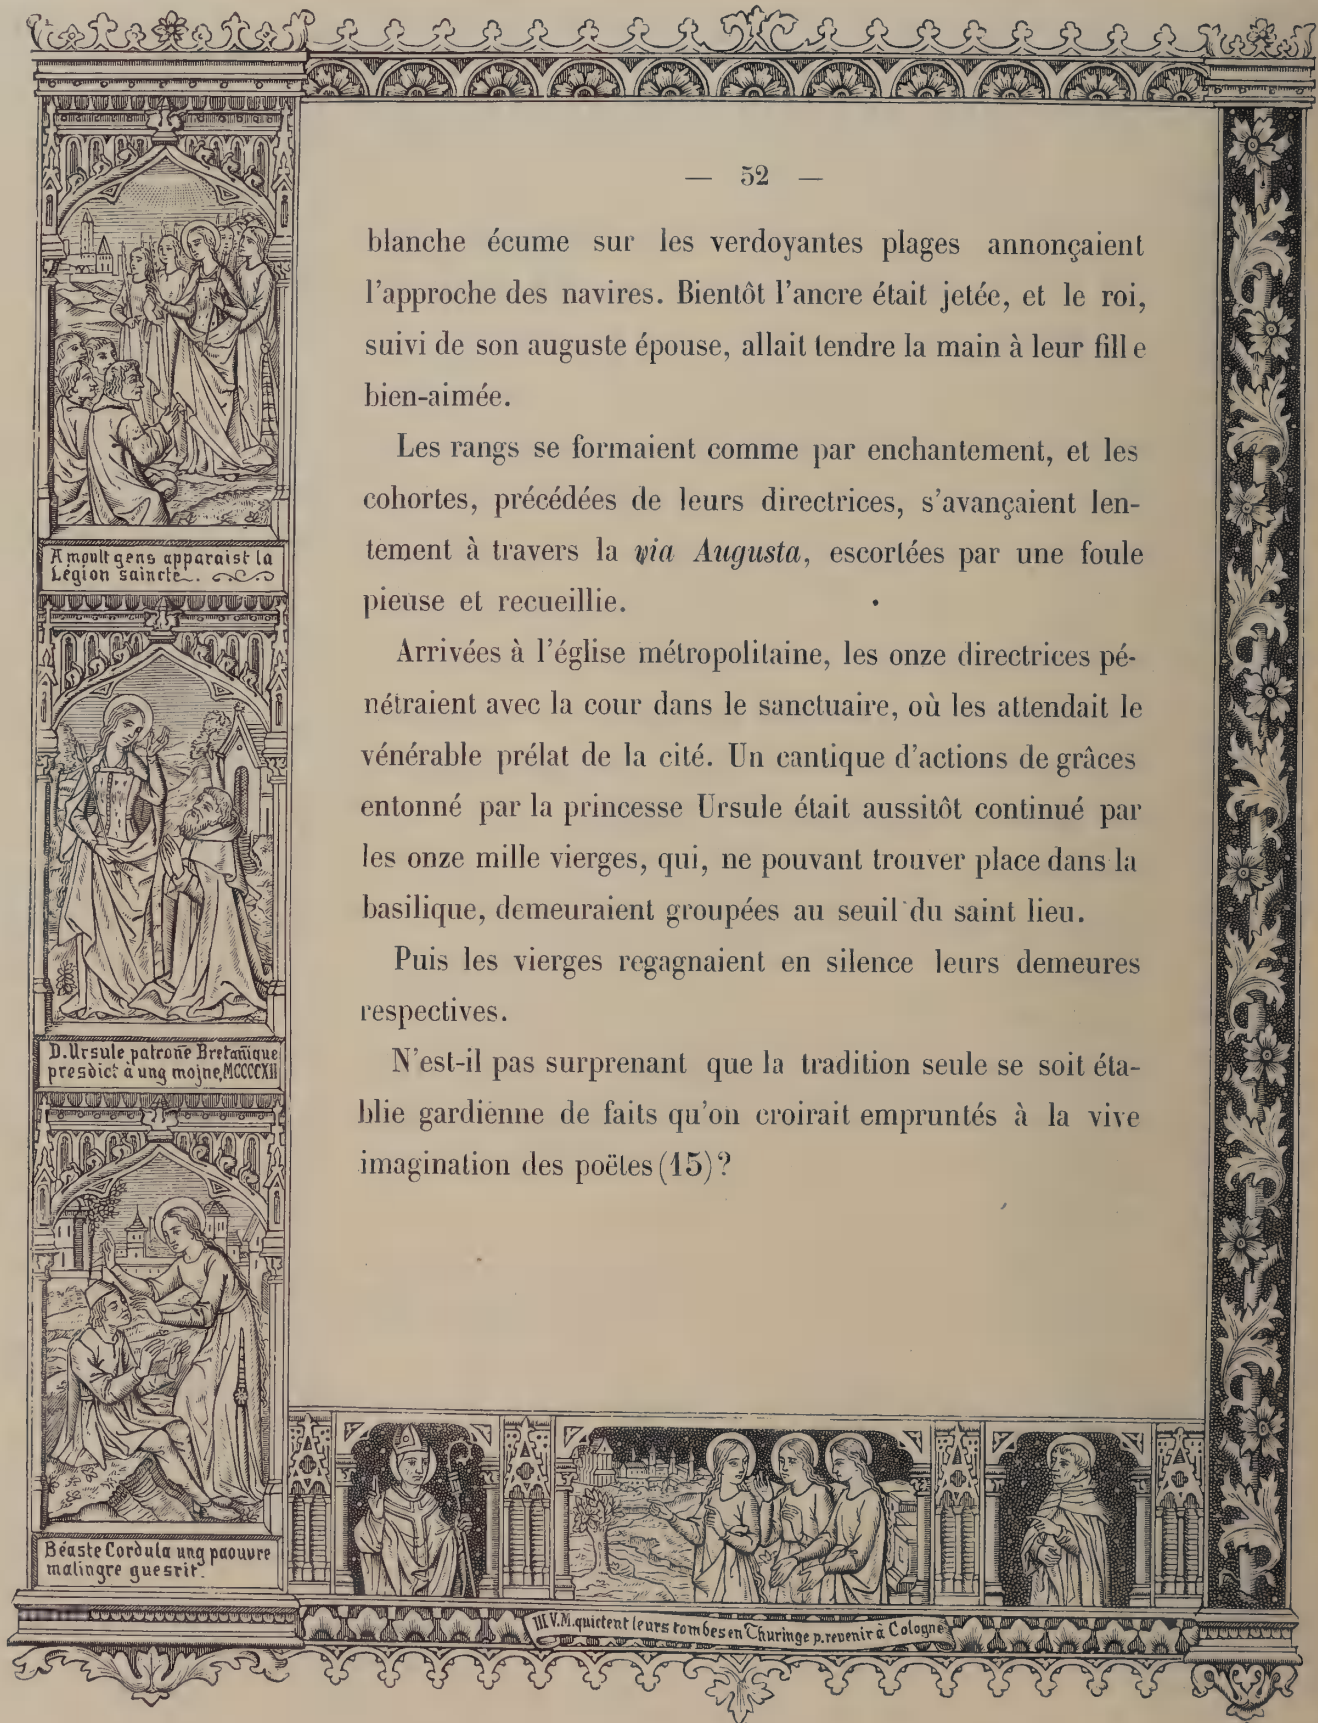 — 52 —
blanche écume sur les verdoyantes plages annonçaient
l'approche des navires. Bientôt l'ancre était jetée, et le roi,
suivi de son auguste épouse, allait tendre la main à leur fille
bien-aimée.
Les rangs se formaient comme par enchantement, et les
cohortes, précédées de leurs directrices, s'avançaient len-
tement à travers la via Augusta, escortées par une foule
pieuse et recueillie.
Arrivées à l'église métropolitaine, les onze directrices pé-
nétraient avec la cour dans le sanctuaire, où les attendait le
vénérable prélat de la cité. Un cantique d'actions de grâces
entonné par la princesse Ursule était aussitôt continué par
les onze mille vierges, qui, ne pouvant trouver place dans la
basilique, demeuraient groupées au seuil du saint lieu.
Puis les vierges regagnaient en silence leurs demeures
respectives.
N'est-il pas surprenant que la tradition seule se soit éta-
blie gardienne de faits qu'on croirait empruntés à la vive
imagination des poëtes (15)?
A moult gens apparaist la
Légion saincte.
D. Ursule patrone Bretañique
presdict à ung mojne, MCCCCXII
Béaste Cordula ung paouvre
malingre guesrit.
III V.M. quictent leurs tombes en Thuringe p. revenir à Cologne